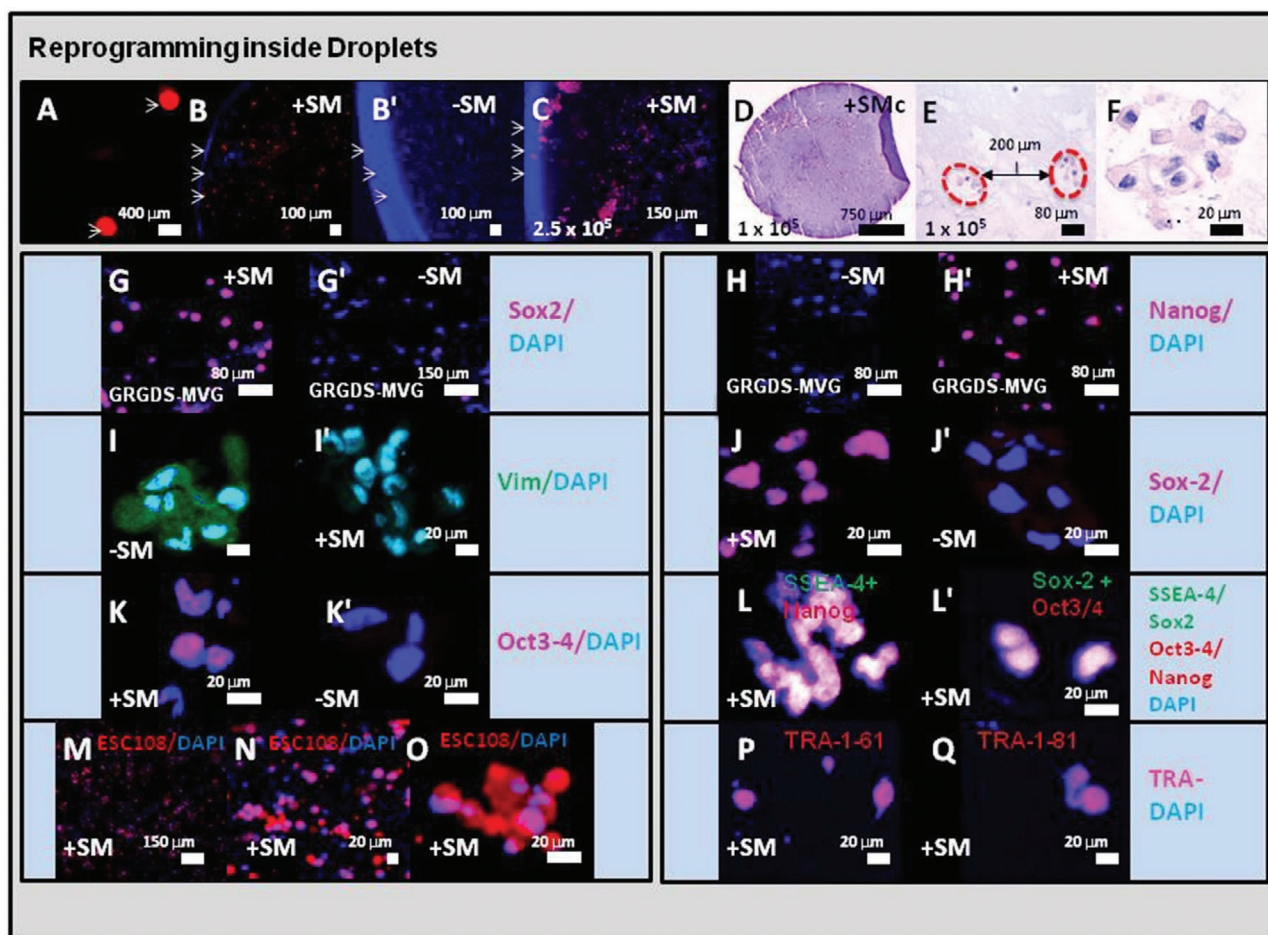 Reprogramming inside Droplets
A
400 µm
B
+SM
100 µm
B'
-SM
100 µm
C
+SM
2.5 x 10⁵
150 µm
D
+SMc
1 x 10⁵
750 µm
E
200 µm
1 x 10⁵
80 µm
F
20 µm
G
+SM
80 µm
GRGDS-MVG
G'
-SM
150 µm
GRGDS-MVG
Sox2/
DAPI
H
-SM
GRGDS-MVG
80 µm
H'
+SM
80 µm
Nanog/
DAPI
I
-SM
I'
+SM
20 µm
Vim/DAPI
J
+SM
20 µm
J'
-SM
20 µm
Sox-2/
DAPI
K
+SM
20 µm
K'
-SM
20 µm
Oct3-4/DAPI
L
SSEA-4+
Nanog
+SM
L'
Sox-2 +
Oct3/4
+SM
20 µm
SSEA-4/
Sox2
Oct3-4/
Nanog
DAPI
M
ESC108/DAPI
+SM
150 µm
N
ESC108/DAPI
+SM
20 µm
O
ESC108/DAPI
+SM
20 µm
P
TRA-1-61
+SM
20 µm
Q
TRA-1-81
+SM
20 µm
TRA-
DAPI